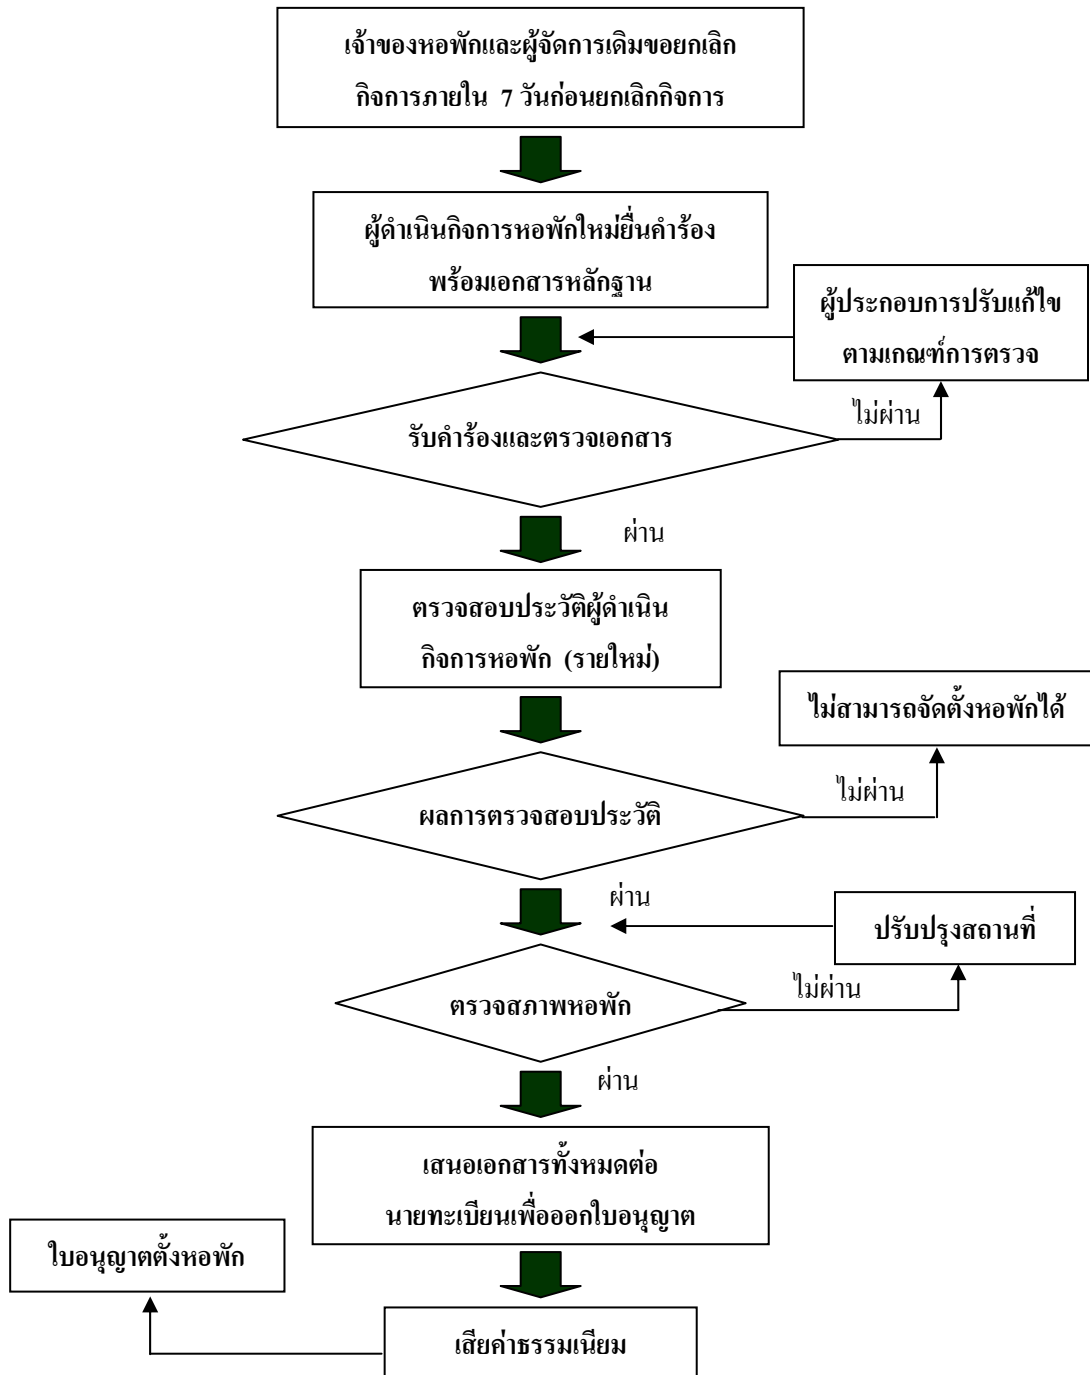 เจ้าของหอพักและผู้จัดการเดิมขอยกเลิก
กิจการภายใน 7 วันก่อนยกเลิกกิจการ
ผู้ดำเนินกิจการหอพักใหม่ยื่นคำร้อง
พร้อมเอกสารหลักฐาน
ผู้ประกอบการปรับแก้ไข
ตามเกณฑ์การตรวจ
ไม่ผ่าน
รับคำร้องและตรวจเอกสาร
ผ่าน
ตรวจสอบประวัติผู้ดำเนิน
กิจการหอพัก (รายใหม่)
ไม่สามารถจัดตั้งหอพักได้
ไม่ผ่าน
ผลการตรวจสอบประวัติ
ผ่าน
ปรับปรุงสถานที่
ไม่ผ่าน
ตรวจสภาพหอพัก
ผ่าน
เสนอเอกสารทั้งหมดต่อ
นายทะเบียนเพื่อออกใบอนุญาต
ใบอนุญาตตั้งหอพัก
เสียค่าธรรมเนียม